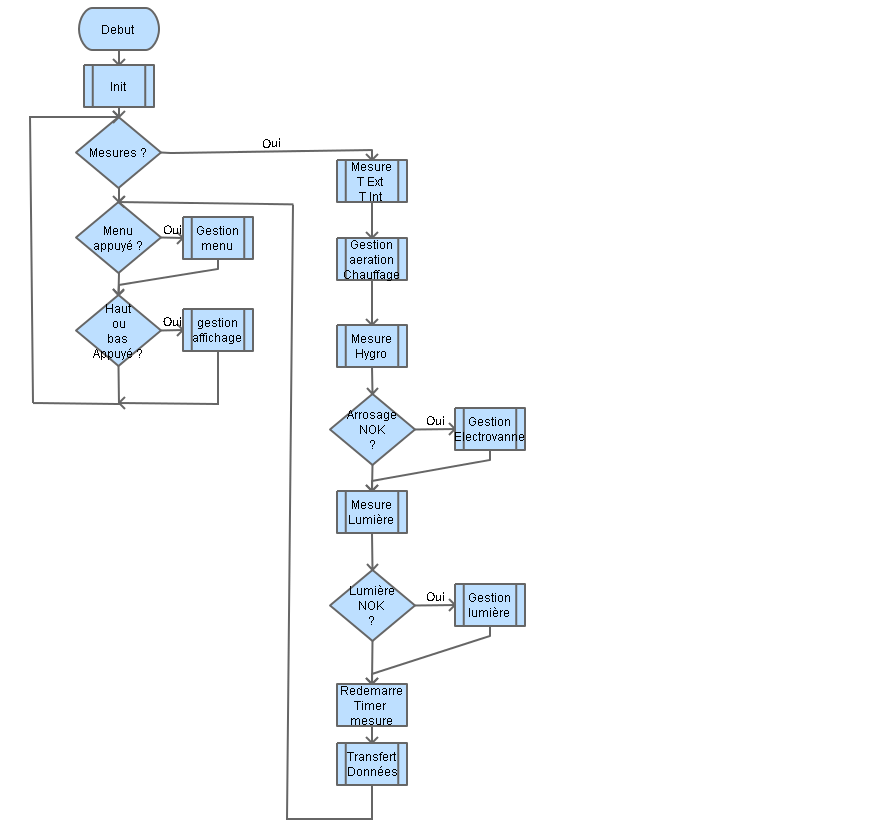 Debut
Init
Mesures ?
Oui
Mesure
T Ext
T Int
Menu
appuyé ?
Oui
Gestion
menu
Gestion
aeration
Chauffage
Haut
ou
bas
Appuyé ?
Oui
gestion
affichage
Mesure
Hygro
Arrosage
NOK
?
Oui
Gestion
Electrovanne
Mesure
Lumière
Lumière
NOK
?
Oui
Gestion
lumière
Redemarre
Timer
mesure
Transfert
Données